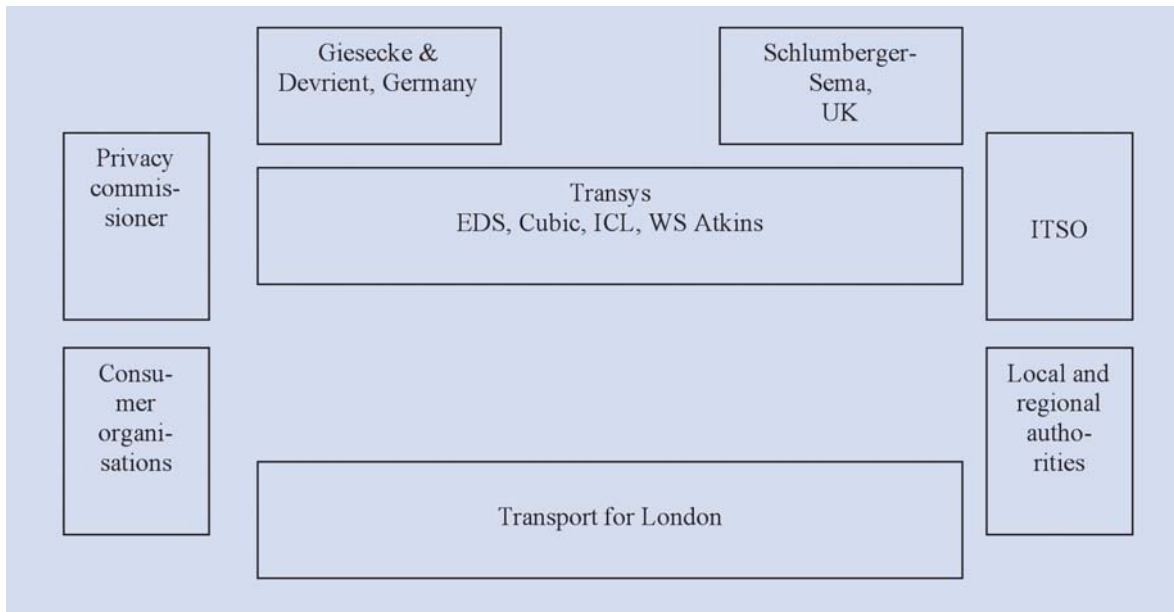 Giesecke &
Devrient, Germany
Schlumberger-
Sema,
UK
Privacy
commis-
sioner
Transys
EDS, Cubic, ICL, WS Atkins
ITSO
Consu-
mer
organi-
sations
Local and
regional
autho-
rities
Transport for London